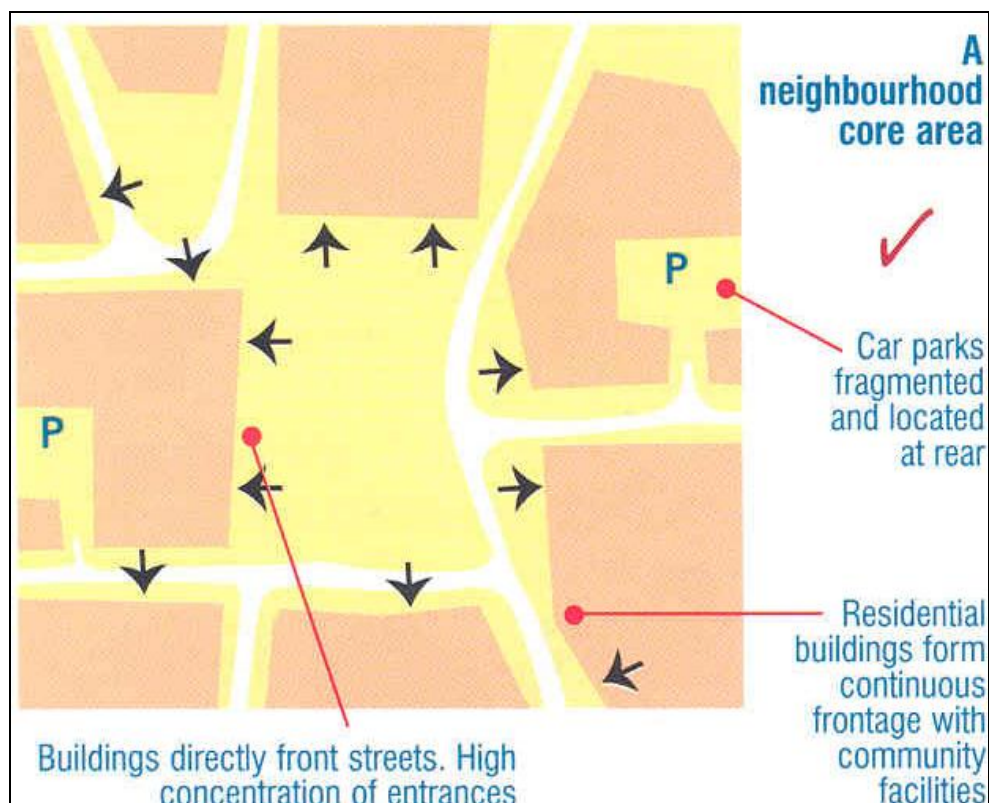 A
neighbourhood
core area
P
Car parks
fragmented
and located
at rear
P
Residential
buildings form
continuous
frontage with
community
facilities
Buildings directly front streets. High
concentration of entrances